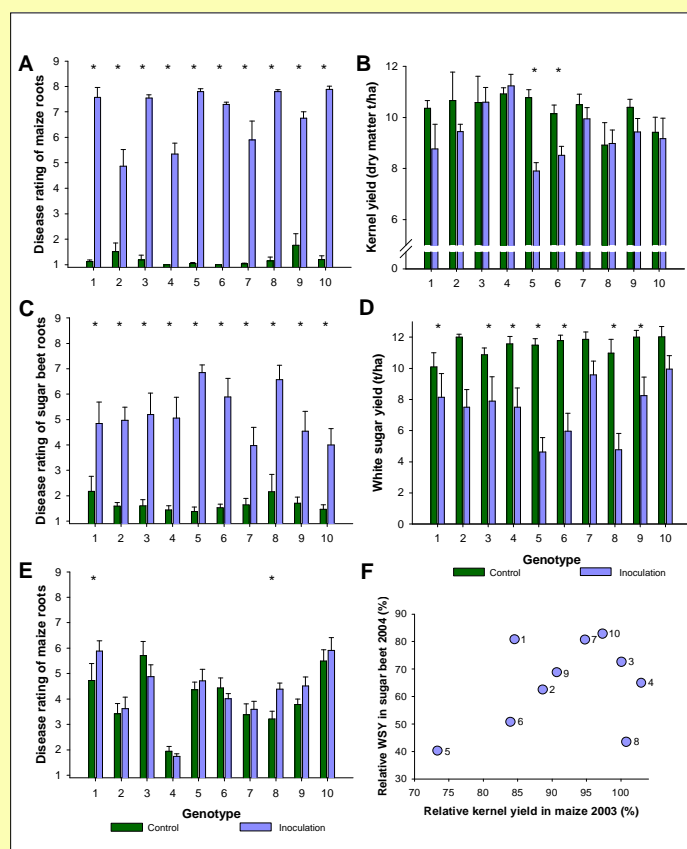 A
Disease rating of maize roots
9
8
7
6
5
4
3
2
1
* * * * * * * * * *
1 2 3 4 5 6 7 8 9 10
B
Kernel yield (dry matter t/ha)
12
10
8
6
0
* *
1 2 3 4 5 6 7 8 9 10
C
Disease rating of sugar beet roots
9
8
7
6
5
4
3
2
1
* * * * * * * * * *
1 2 3 4 5 6 7 8 9 10
D
White sugar yield (t/ha)
12
10
8
6
4
2
0
* * * * * * *
1 2 3 4 5 6 7 8 9 10
Genotype
Control Inoculation
E
Disease rating of maize roots
9
8
7
6
5
4
3
2
1
* *
1 2 3 4 5 6 7 8 9 10
Genotype
Control Inoculation
F
Relative WSY in sugar beet 2004 (%)
90
80
70
60
50
40
30
1
7
10
3
9
4
2
6
8
5
70 75 80 85 90 95 100
Relative kernel yield in maize 2003 (%)